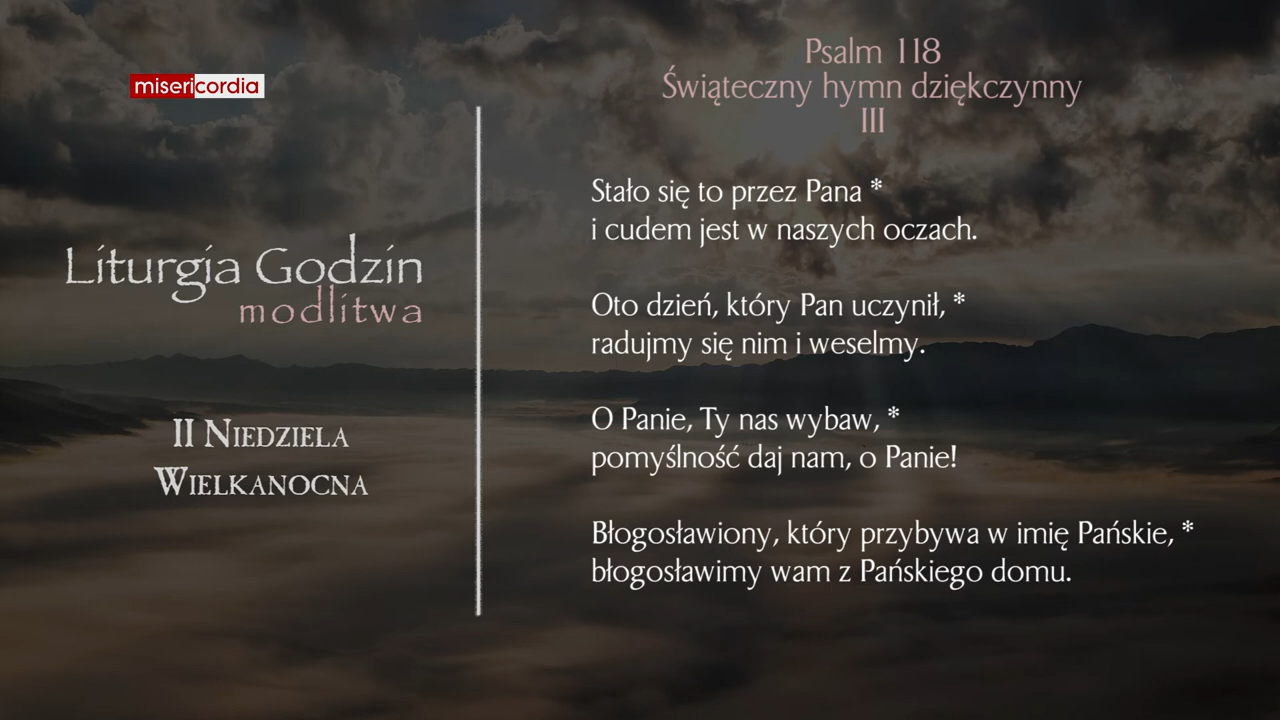 misericordia
Liturgia Godzin
modlitwa
II Niedziela
Wielkanocna
Psalm 118
Świąteczny hymn dziękczynny
III
Stało się to przez Pana *
i cudem jest w naszych oczach.
Oto dzień, który Pan uczynił, *
radujmy się nim i weselmy.
O Panie, Ty nas wybaw, *
pomyślność daj nam, o Panie!
Błogosławiony, który przybywa w imię Pańskie, *
błogosławimy wam z Pańskiego domu.